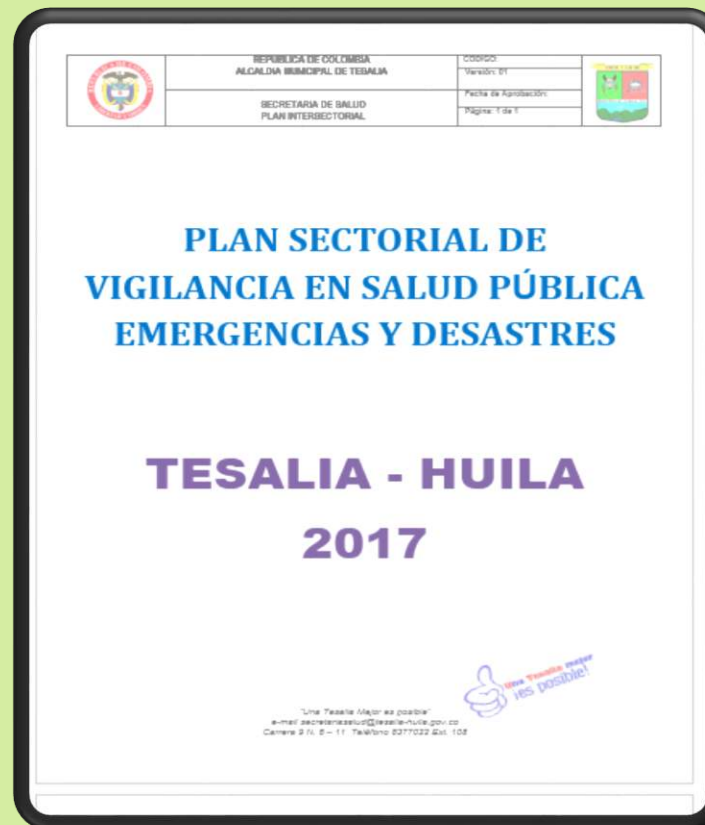 REPUBLICA DE COLOMBIA
ALCALDIA MUNICIPAL DE TESALIA
SECRETARIA DE SALUD
PLAN INTERSECTORIAL
CODIGO:
Versión: 01
Fecha de Aprobación:
Página: 1 de 1
PLAN SECTORIAL DE
VIGILANCIA EN SALUD PÚBLICA
EMERGENCIAS Y DESASTRES
TESALIA - HUILA
2017
Una Tesalia mejor
¡es posible!
"Una Tesalia Mejor es posible"
e-mail secretariasalud@tesalia-huila.gov.co
Carrera 9 N. 6 – 11 Teléfono 8377022 Ext. 108